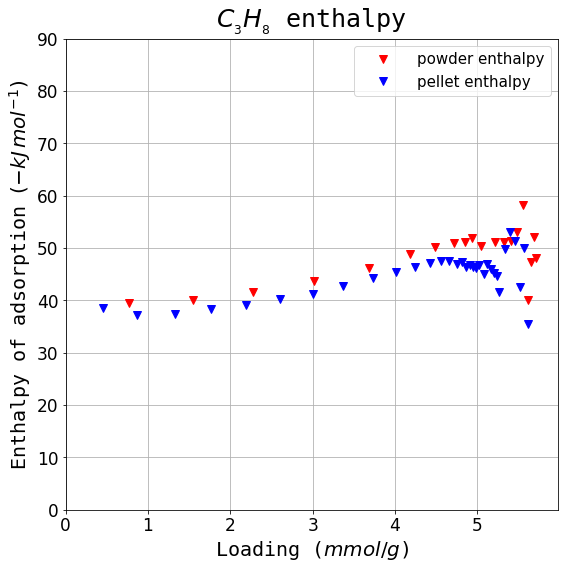 C₃H₈ enthalpy
powder enthalpy
pellet enthalpy
Enthalpy of adsorption (−kJ mol⁻¹)
90
80
70
60
50
40
30
20
10
0
0 1 2 3 4 5
Loading (mmol/g)